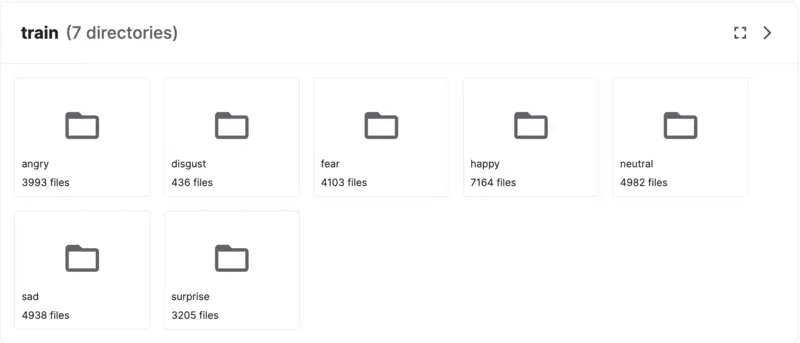 train (7 directories)
angry
3993 files
disgust
436 files
fear
4103 files
happy
7164 files
neutral
4982 files
sad
4938 files
surprise
3205 files